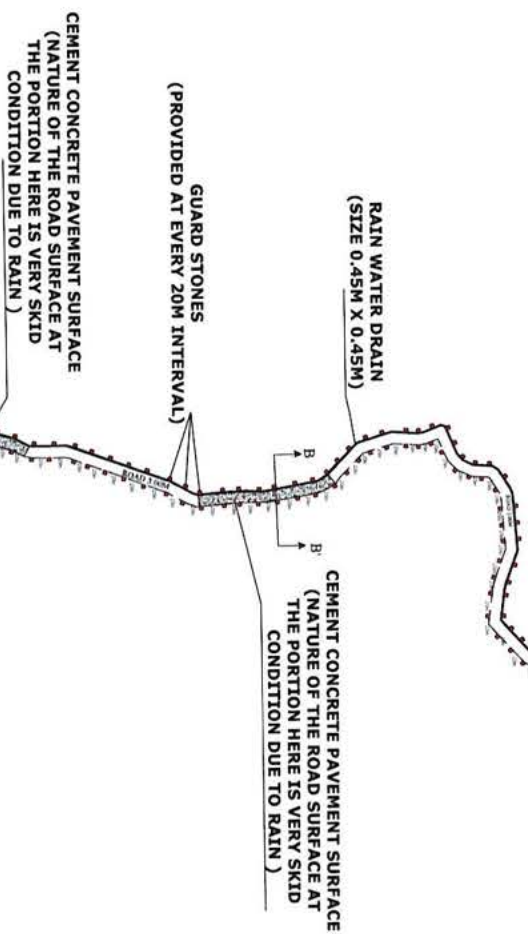 CEMENT CONCRETE PAVEMENT SURFACE
(NATURE OF THE ROAD SURFACE AT
THE PORTION HERE IS VERY SKID
CONDITION DUE TO RAIN )
GUARD STONES
(PROVIDED AT EVERY 20M INTERVAL)
RAIN WATER DRAIN
(SIZE 0.45M X 0.45M)
B
B'
CEMENT CONCRETE PAVEMENT SURFACE
(NATURE OF THE ROAD SURFACE AT
THE PORTION HERE IS VERY SKID
CONDITION DUE TO RAIN )